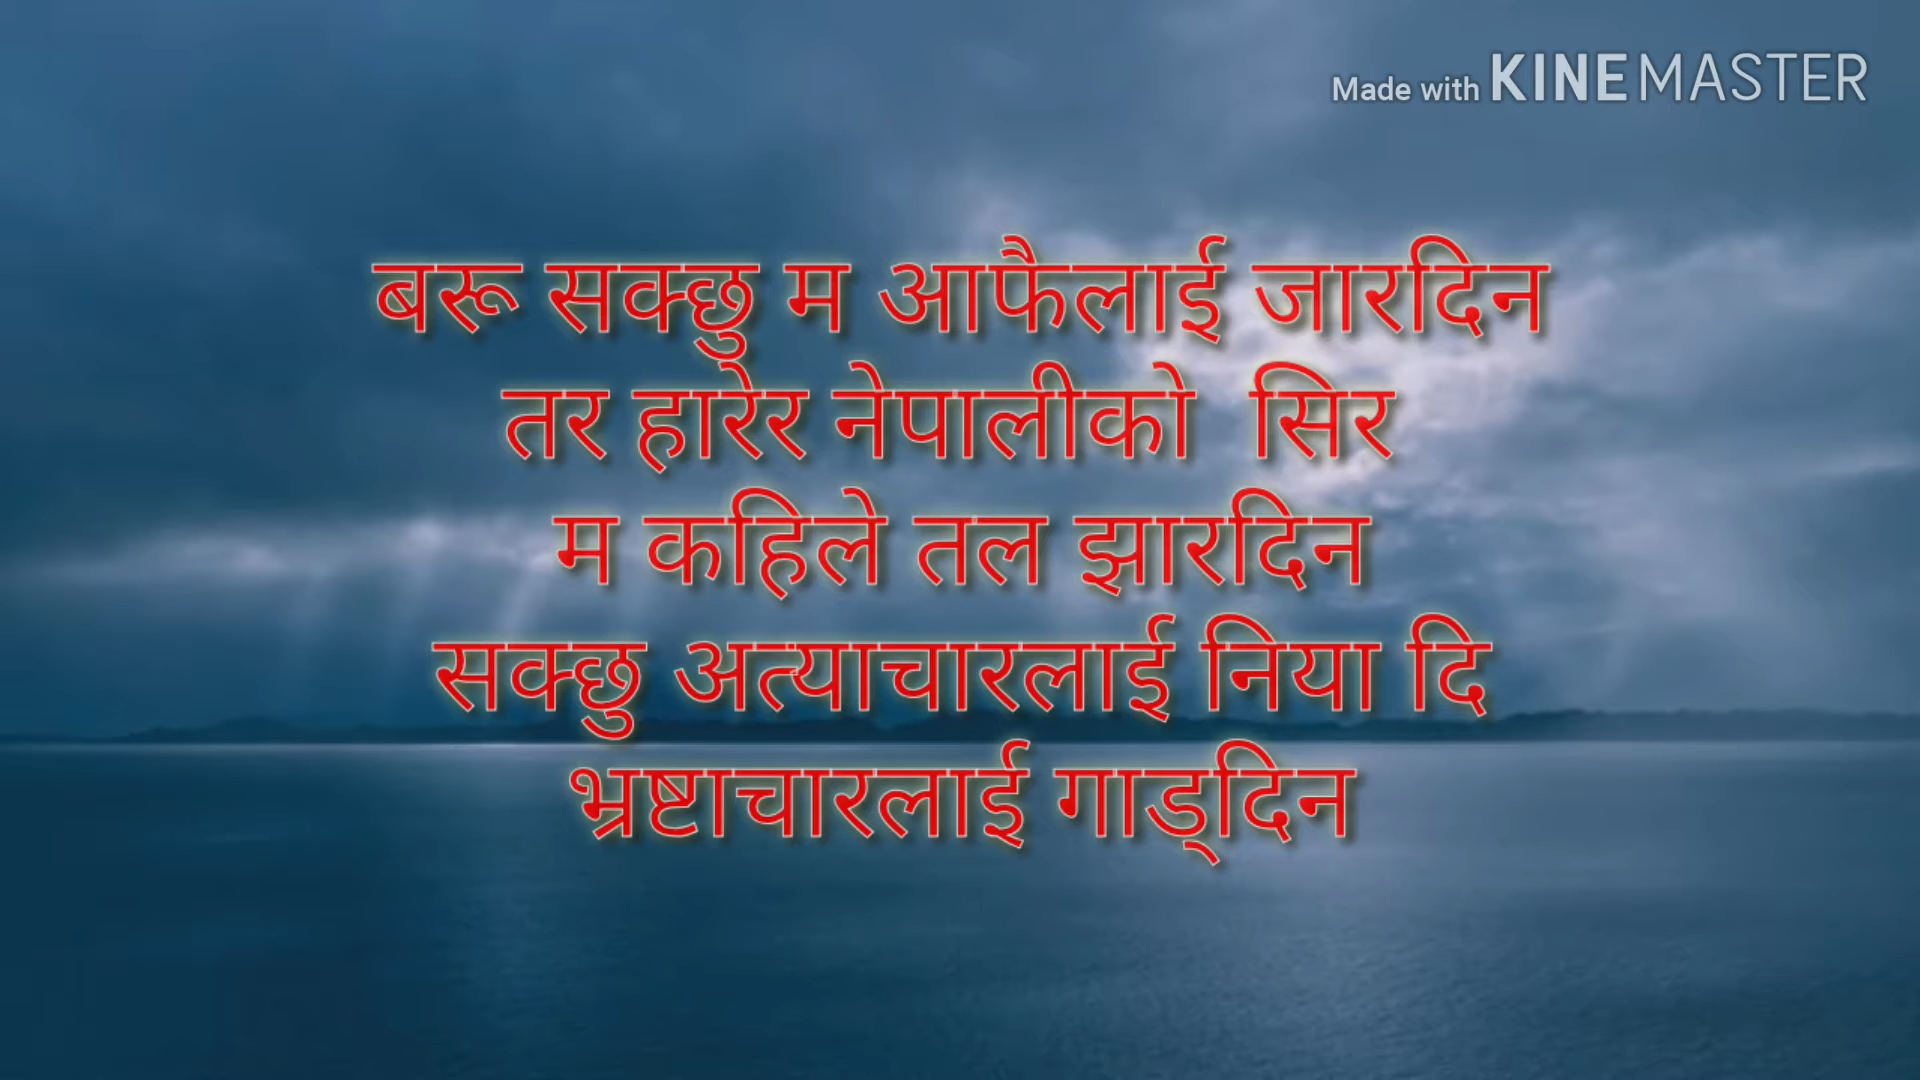 Made with KINEMASTER
बरू सक्छु म आफैलाई जारदिन
तर हारेर नेपालीको सिर
म कहिले तल झारदिन
सक्छु अत्याचारलाई निया दि
भ्रष्टाचारलाई गाड्दिन